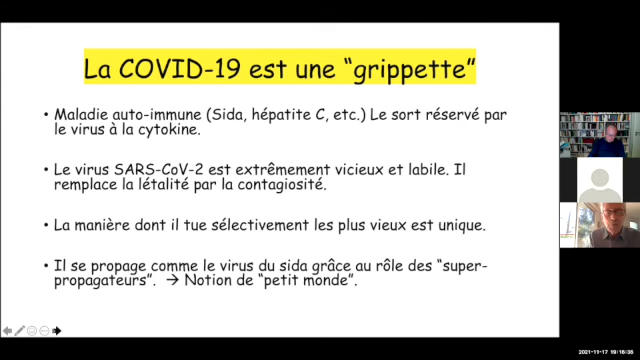 La COVID-19 est une “grippette”
• Maladie auto-immune (Sida, hépatite C, etc.) Le sort réservé par
le virus à la cytokine.
• Le virus SARS-CoV-2 est extrêmement vicieux et labile. Il
remplace la létalité par la contagiosité.
• La manière dont il tue sélectivement les plus vieux est unique.
• Il se propage comme le virus du sida grâce au rôle des “super-
propagateurs”. → Notion de “petit monde”.
2021-11-17 19:16:36